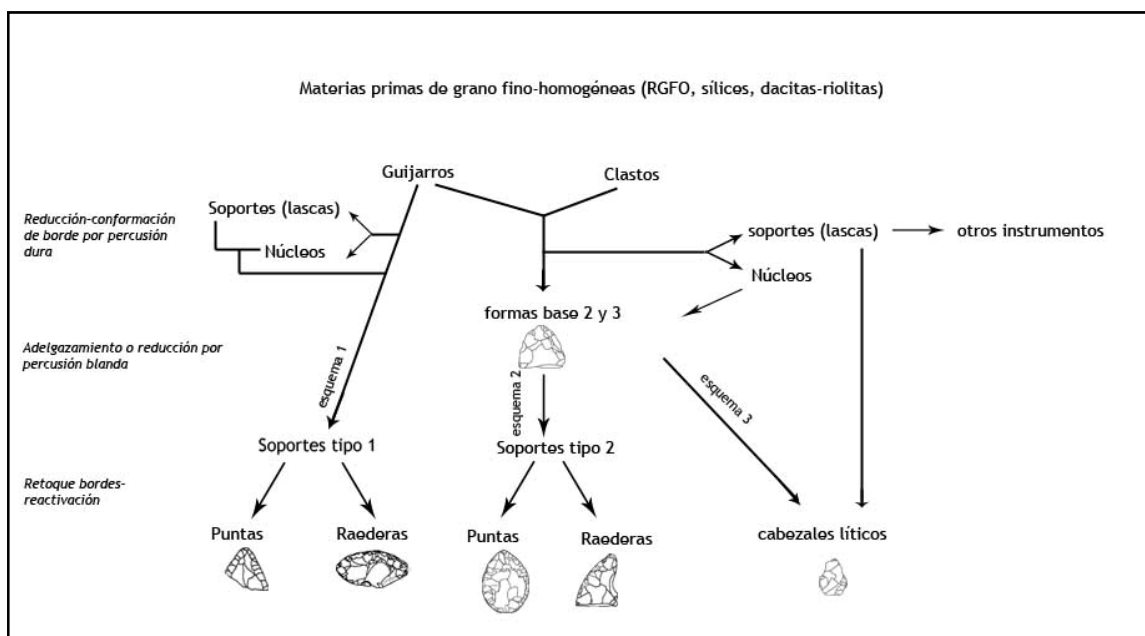 Materias primas de grano fino-homogéneas (RGFO, sílices, dacitas-riolitas)
Guijarros
Clastos
Reducción-conformación
de borde por percusión
dura
Soportes (lascas)
Núcleos
soportes (lascas)
otros instrumentos
Núcleos
formas base 2 y 3
Adelgazamiento o reducción por
percusión blanda
esquema 1
esquema 2
esquema 3
Soportes tipo 1
Soportes tipo 2
Retoque bordes-
reactivación
Puntas
Raederas
Puntas
Raederas
cabezales líticos